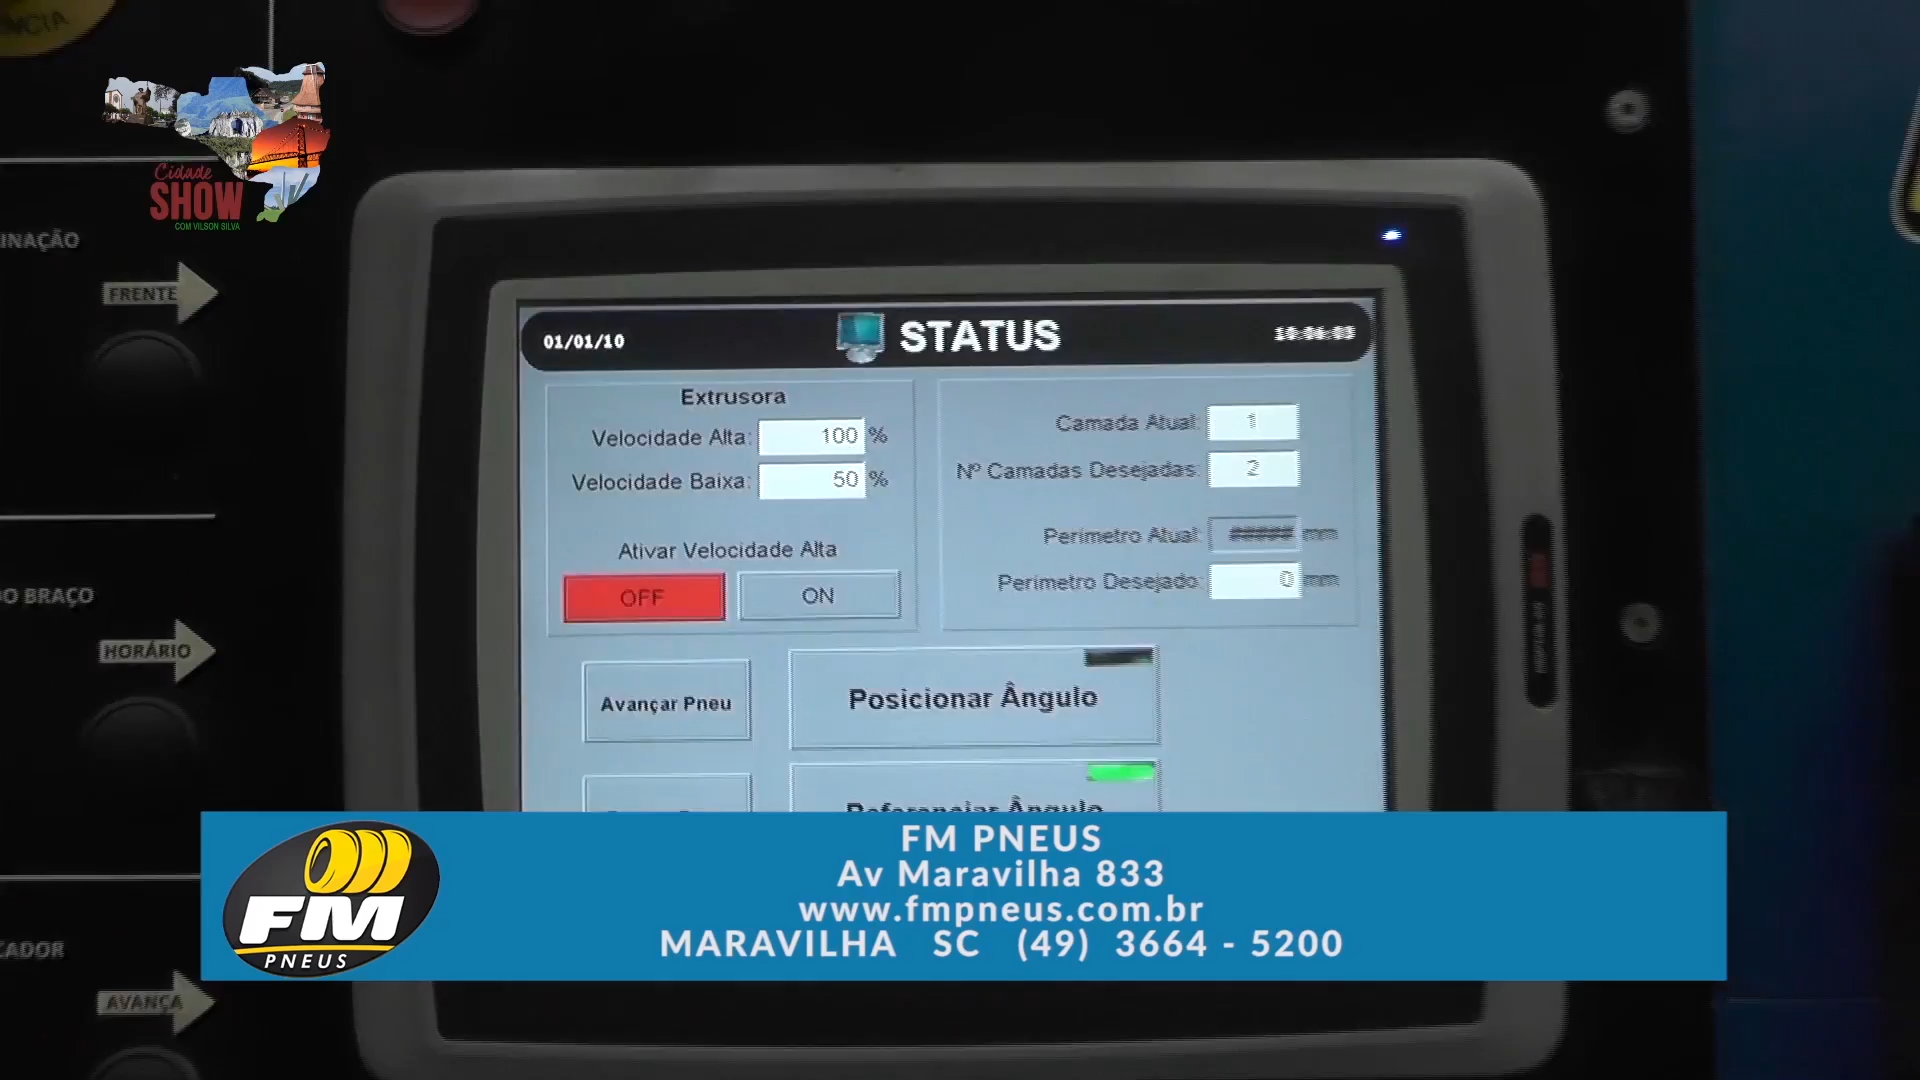 Cidade
SHOW
COM VILSON SILVA
FRENTE
DO BRAÇO
HORÁRIO
AVANÇA
01/01/10
STATUS
Extrusora
Velocidade Alta: 100 %
Velocidade Baixa: 50 %
Ativar Velocidade Alta
OFF ON
Camada Atual: 1
Nº Camadas Desejadas: 2
Perimetro Atual: ##### mm
Perimetro Desejado: 0 mm
Avançar Pneu
Posicionar Ângulo
Referenciar Ângulo
FM
PNEUS
FM PNEUS
Av Maravilha 833
www.fmpneus.com.br
MARAVILHA SC (49) 3664 - 5200